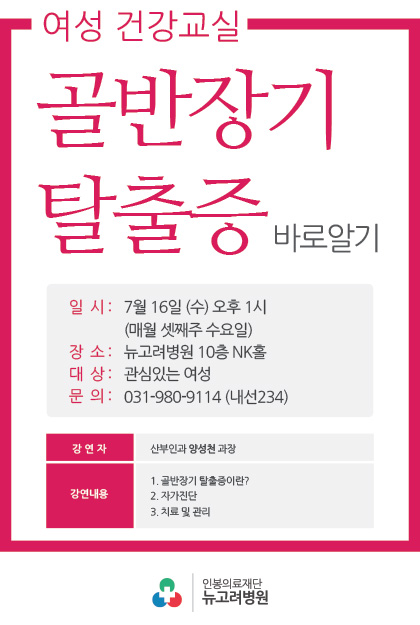 여성 건강교실
골반장기
탈출증 바로알기
일 시 : 7월 16일 (수) 오후 1시
(매월 셋째주 수요일)
장 소 : 뉴고려병원 10층 NK홀
대 상 : 관심있는 여성
문 의 : 031-980-9114 (내선234)
강 연 자 산부인과 양성천 과장
강연내용
1. 골반장기 탈출증이란?
2. 자가진단
3. 치료 및 관리
인봉의료재단
뉴고려병원